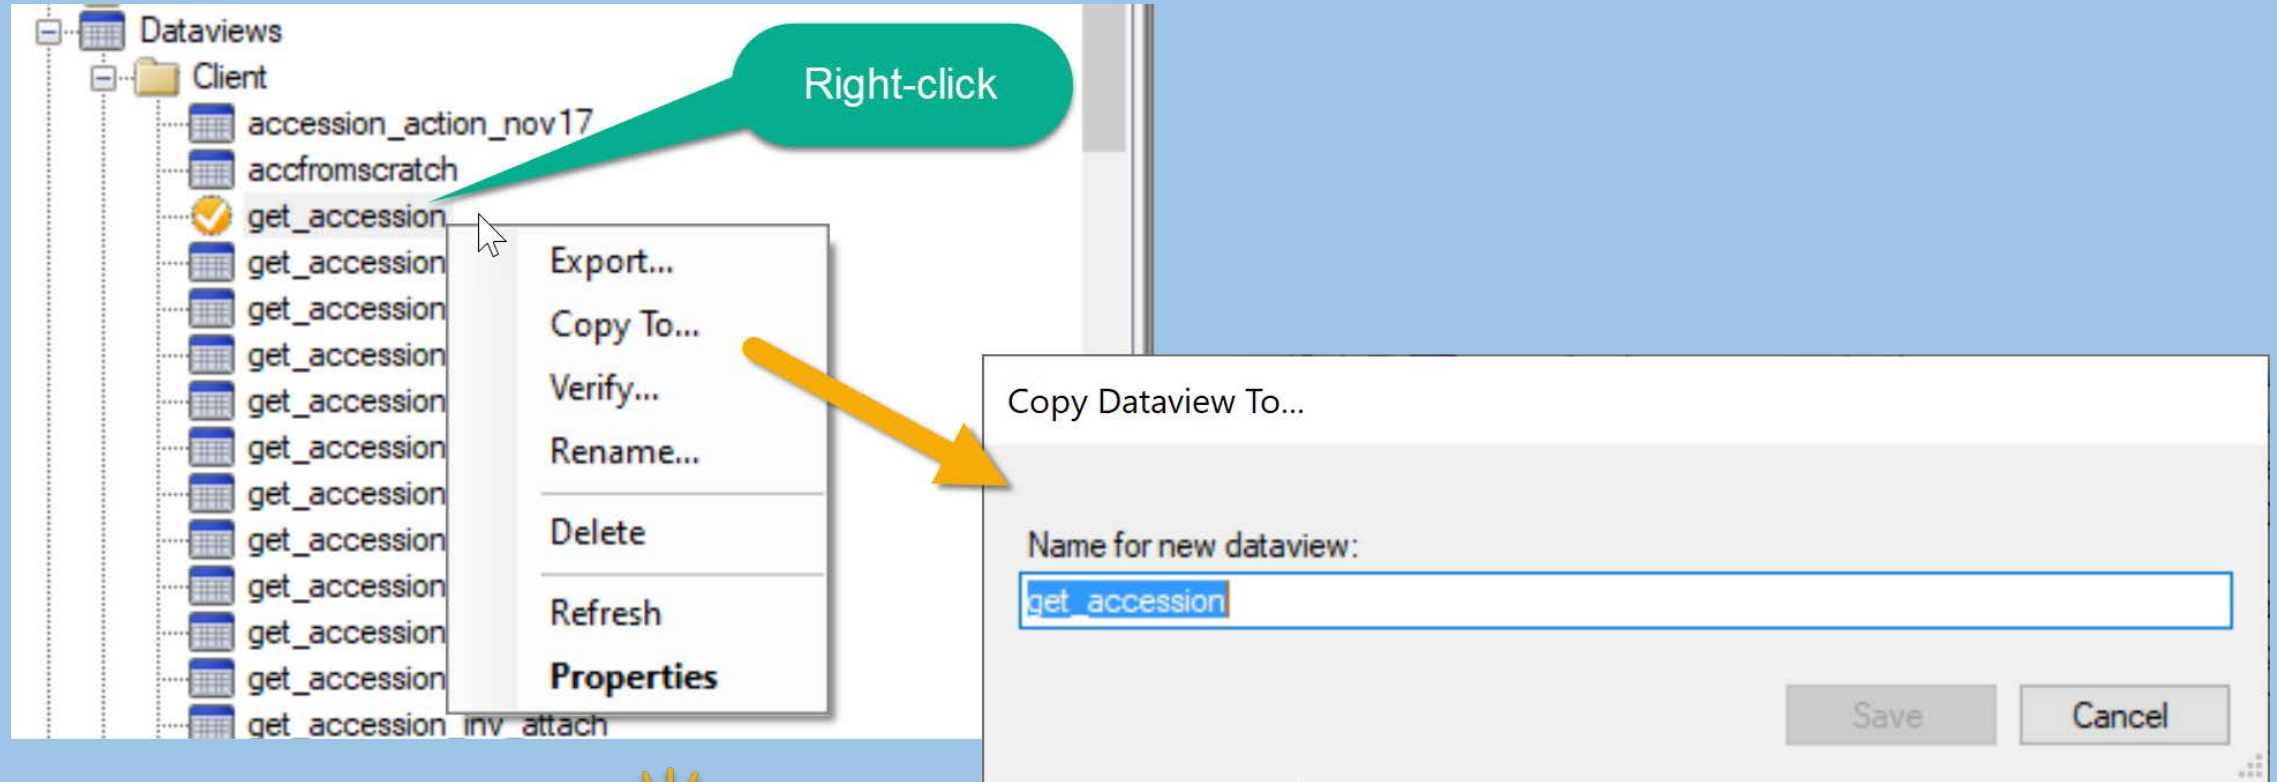 Dataviews
Client
accession_action_nov17
accfromscratch
get_accession
get_accession
get_accession
get_accession
get_accession
get_accession
get_accession
get_accession
get_accession
get_accession
get_accession
get_accession_inv_attach
Right-click
Export...
Copy To...
Verify...
Rename...
Delete
Refresh
Properties
Copy Dataview To...
Name for new dataview:
get_accession
Save
Cancel